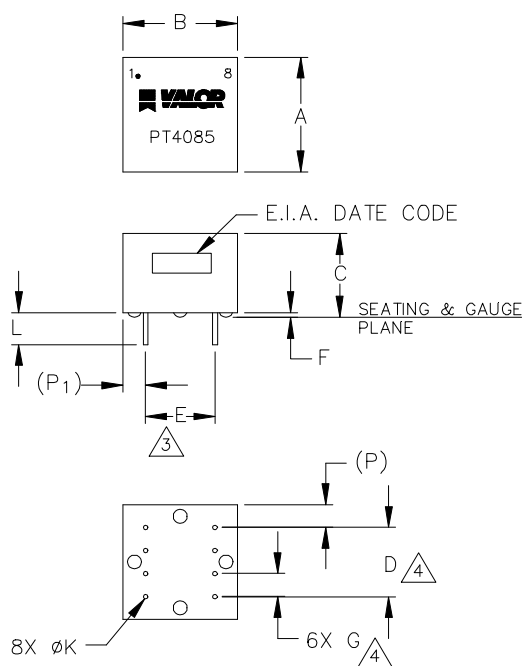 B
1 8
VALOR
PT4085
A
E.I.A. DATE CODE
C
L
SEATING & GAUGE
PLANE
F
(P1)
E
3
(P)
D 4
8X øK
6X G 4